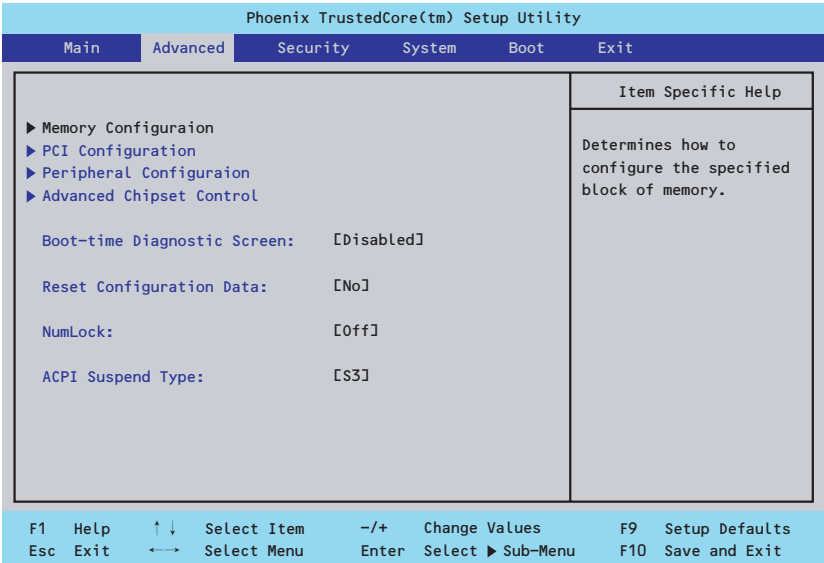 Phoenix TrustedCore(tm) Setup Utility
Main Advanced Security System Boot Exit
Item Specific Help
▶ Memory Configuraion
▶ PCI Configuration
▶ Peripheral Configuraion
▶ Advanced Chipset Control
Boot-time Diagnostic Screen: [Disabled]
Reset Configuration Data: [No]
NumLock: [Off]
ACPI Suspend Type: [S3]
Determines how to
configure the specified
block of memory.
F1 Help ↑↓ Select Item -/+ Change Values F9 Setup Defaults
Esc Exit ←→ Select Menu Enter Select ▶ Sub-Menu F10 Save and Exit